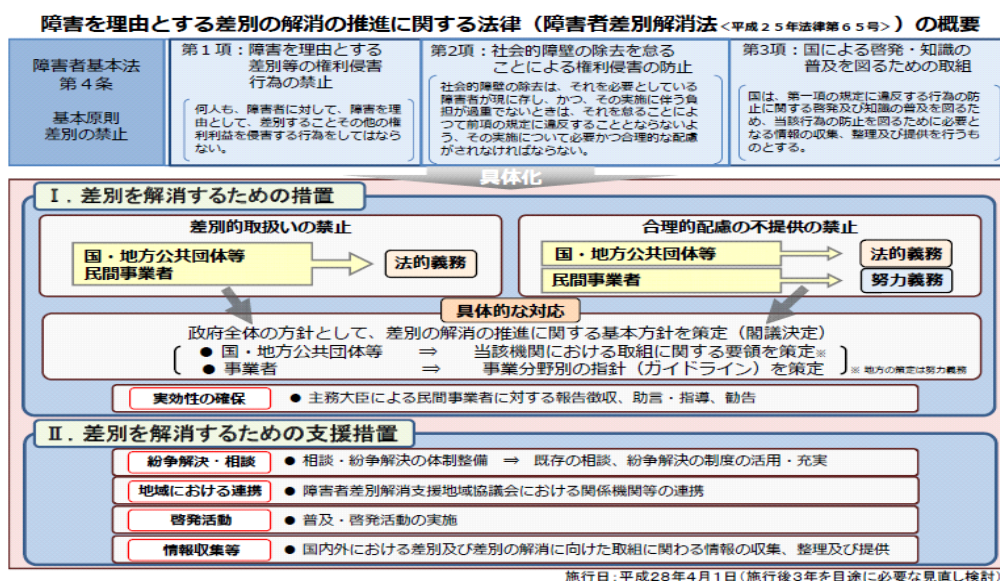 障害を理由とする差別の解消の推進に関する法律（障害者差別解消法<平成２５年法律第６５号>）の概要
障害者基本法
第４条
基本原則
差別の禁止
第１項：障害を理由とする
差別等の権利侵害
行為の禁止
何人も、障害者に対して、障害を理
由として、差別することその他の権
利利益を侵害する行為をしてはなら
ない。
第２項：社会的障壁の除去を怠る
ことによる権利侵害の防止
社会的障壁の除去は、それを必要としている
障害者が現に存し、かつ、その実施に伴う負
担が過重でないときは、それを怠ることによ
つて前項の規定に違反することとならないよ
う、その実施について必要かつ合理的な配慮
がされなければならない。
第３項：国による啓発・知識の
普及を図るための取組
国は、第一項の規定に違反する行為の防
止に関する啓発及び知識の普及を図るた
め、当該行為の防止を図るために必要と
なる情報の収集、整理及び提供を行うも
のとする。
具体化
Ⅰ．差別を解消するための措置
差別的取扱いの禁止
国・地方公共団体等
民間事業者
法的義務
合理的配慮の不提供の禁止
国・地方公共団体等
法的義務
民間事業者
努力義務
具体的な対応
政府全体の方針として、差別の解消の推進に関する基本方針を策定（閣議決定）
● 国・地方公共団体等 ⇒ 当該機関における取組に関する要領を策定※
● 事業者 ⇒ 事業分野別の指針（ガイドライン）を策定
※ 地方の策定は努力義務
実効性の確保
● 主務大臣による民間事業者に対する報告徴収、助言・指導、勧告
Ⅱ．差別を解消するための支援措置
紛争解決・相談
● 相談・紛争解決の体制整備 ⇒ 既存の相談、紛争解決の制度の活用・充実
地域における連携
● 障害者差別解消支援地域協議会における関係機関等の連携
啓発活動
● 普及・啓発活動の実施
情報収集等
● 国内外における差別及び差別の解消に向けた取組に関わる情報の収集、整理及び提供
施行日：平成28年4月1日（施行後3年を目途に必要な見直し検討）